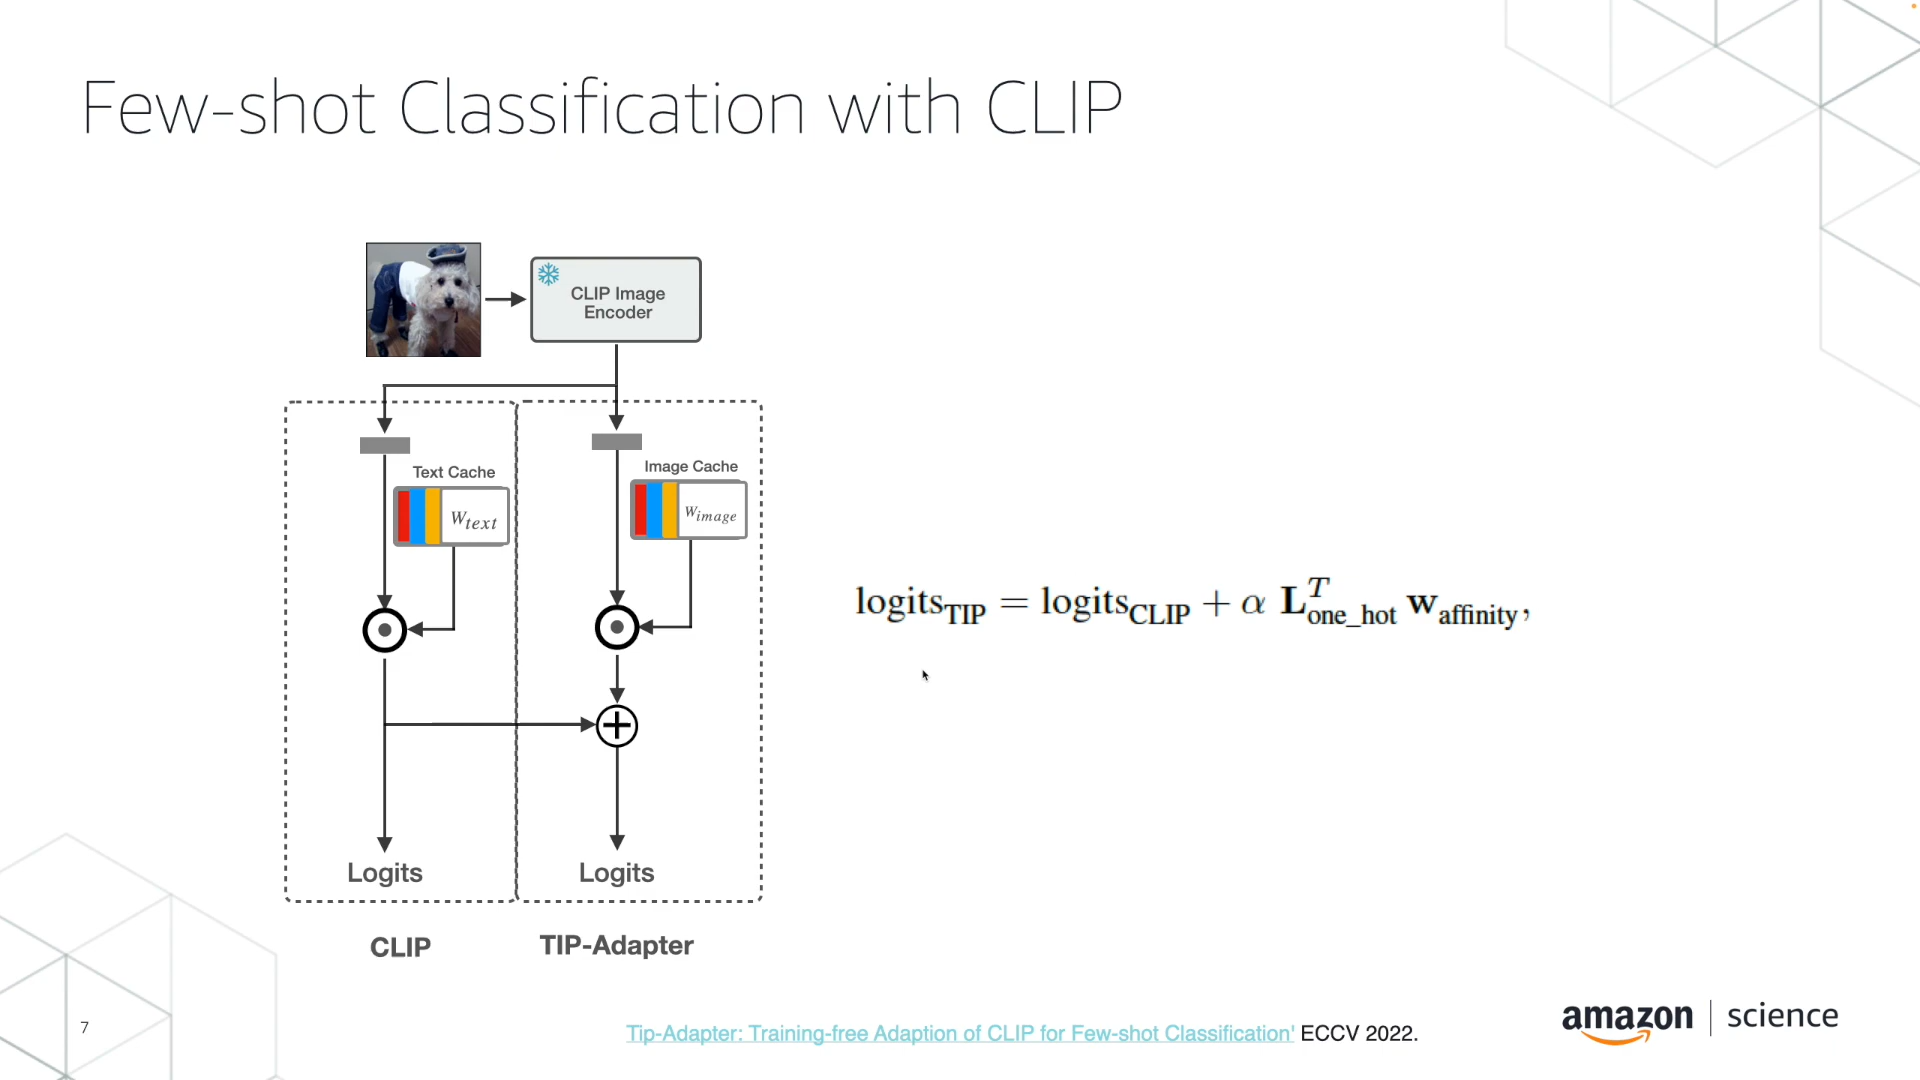 Few-shot Classification with CLIP
CLIP Image
Encoder
Text Cache
W_text
Image Cache
W_image
logits_TIP = logits_CLIP + α L^T_one_hot w_affinity,
Logits
Logits
CLIP
TIP-Adapter
7
Tip-Adapter: Training-free Adaption of CLIP for Few-shot Classification' ECCV 2022.
amazon | science